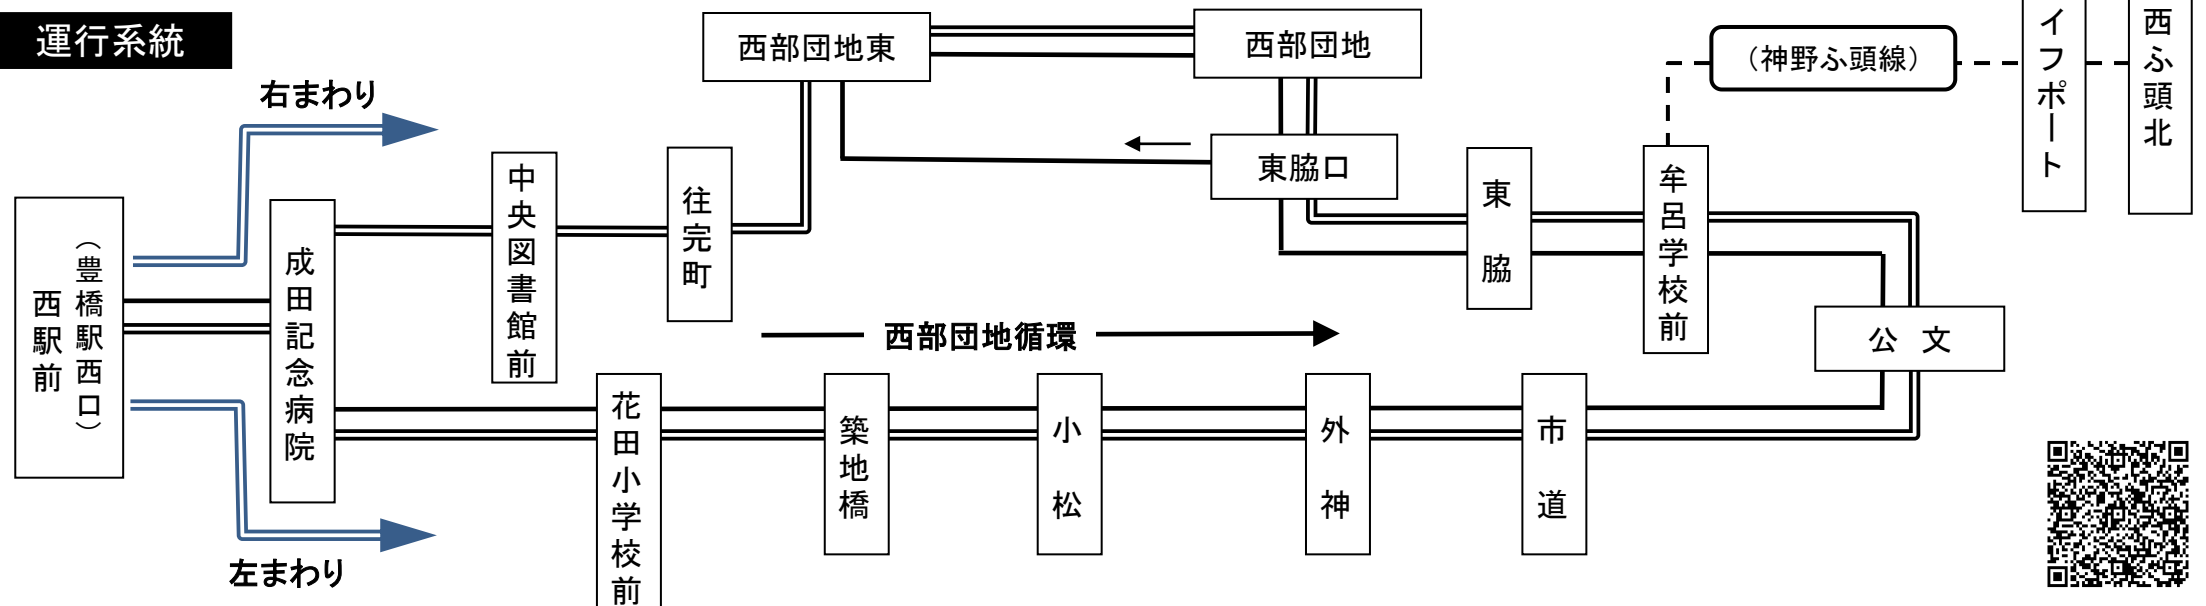 運行系統
右まわり
左まわり
西駅前
（豊橋駅西口）
成田記念病院
中央図書館前
往完町
西部団地東
西部団地
東脇口
東脇
牟呂学校前
（神野ふ頭線）
イフポート
西ふ頭北
公文
西部団地循環
花田小学校前
築地橋
小松
外神
市道